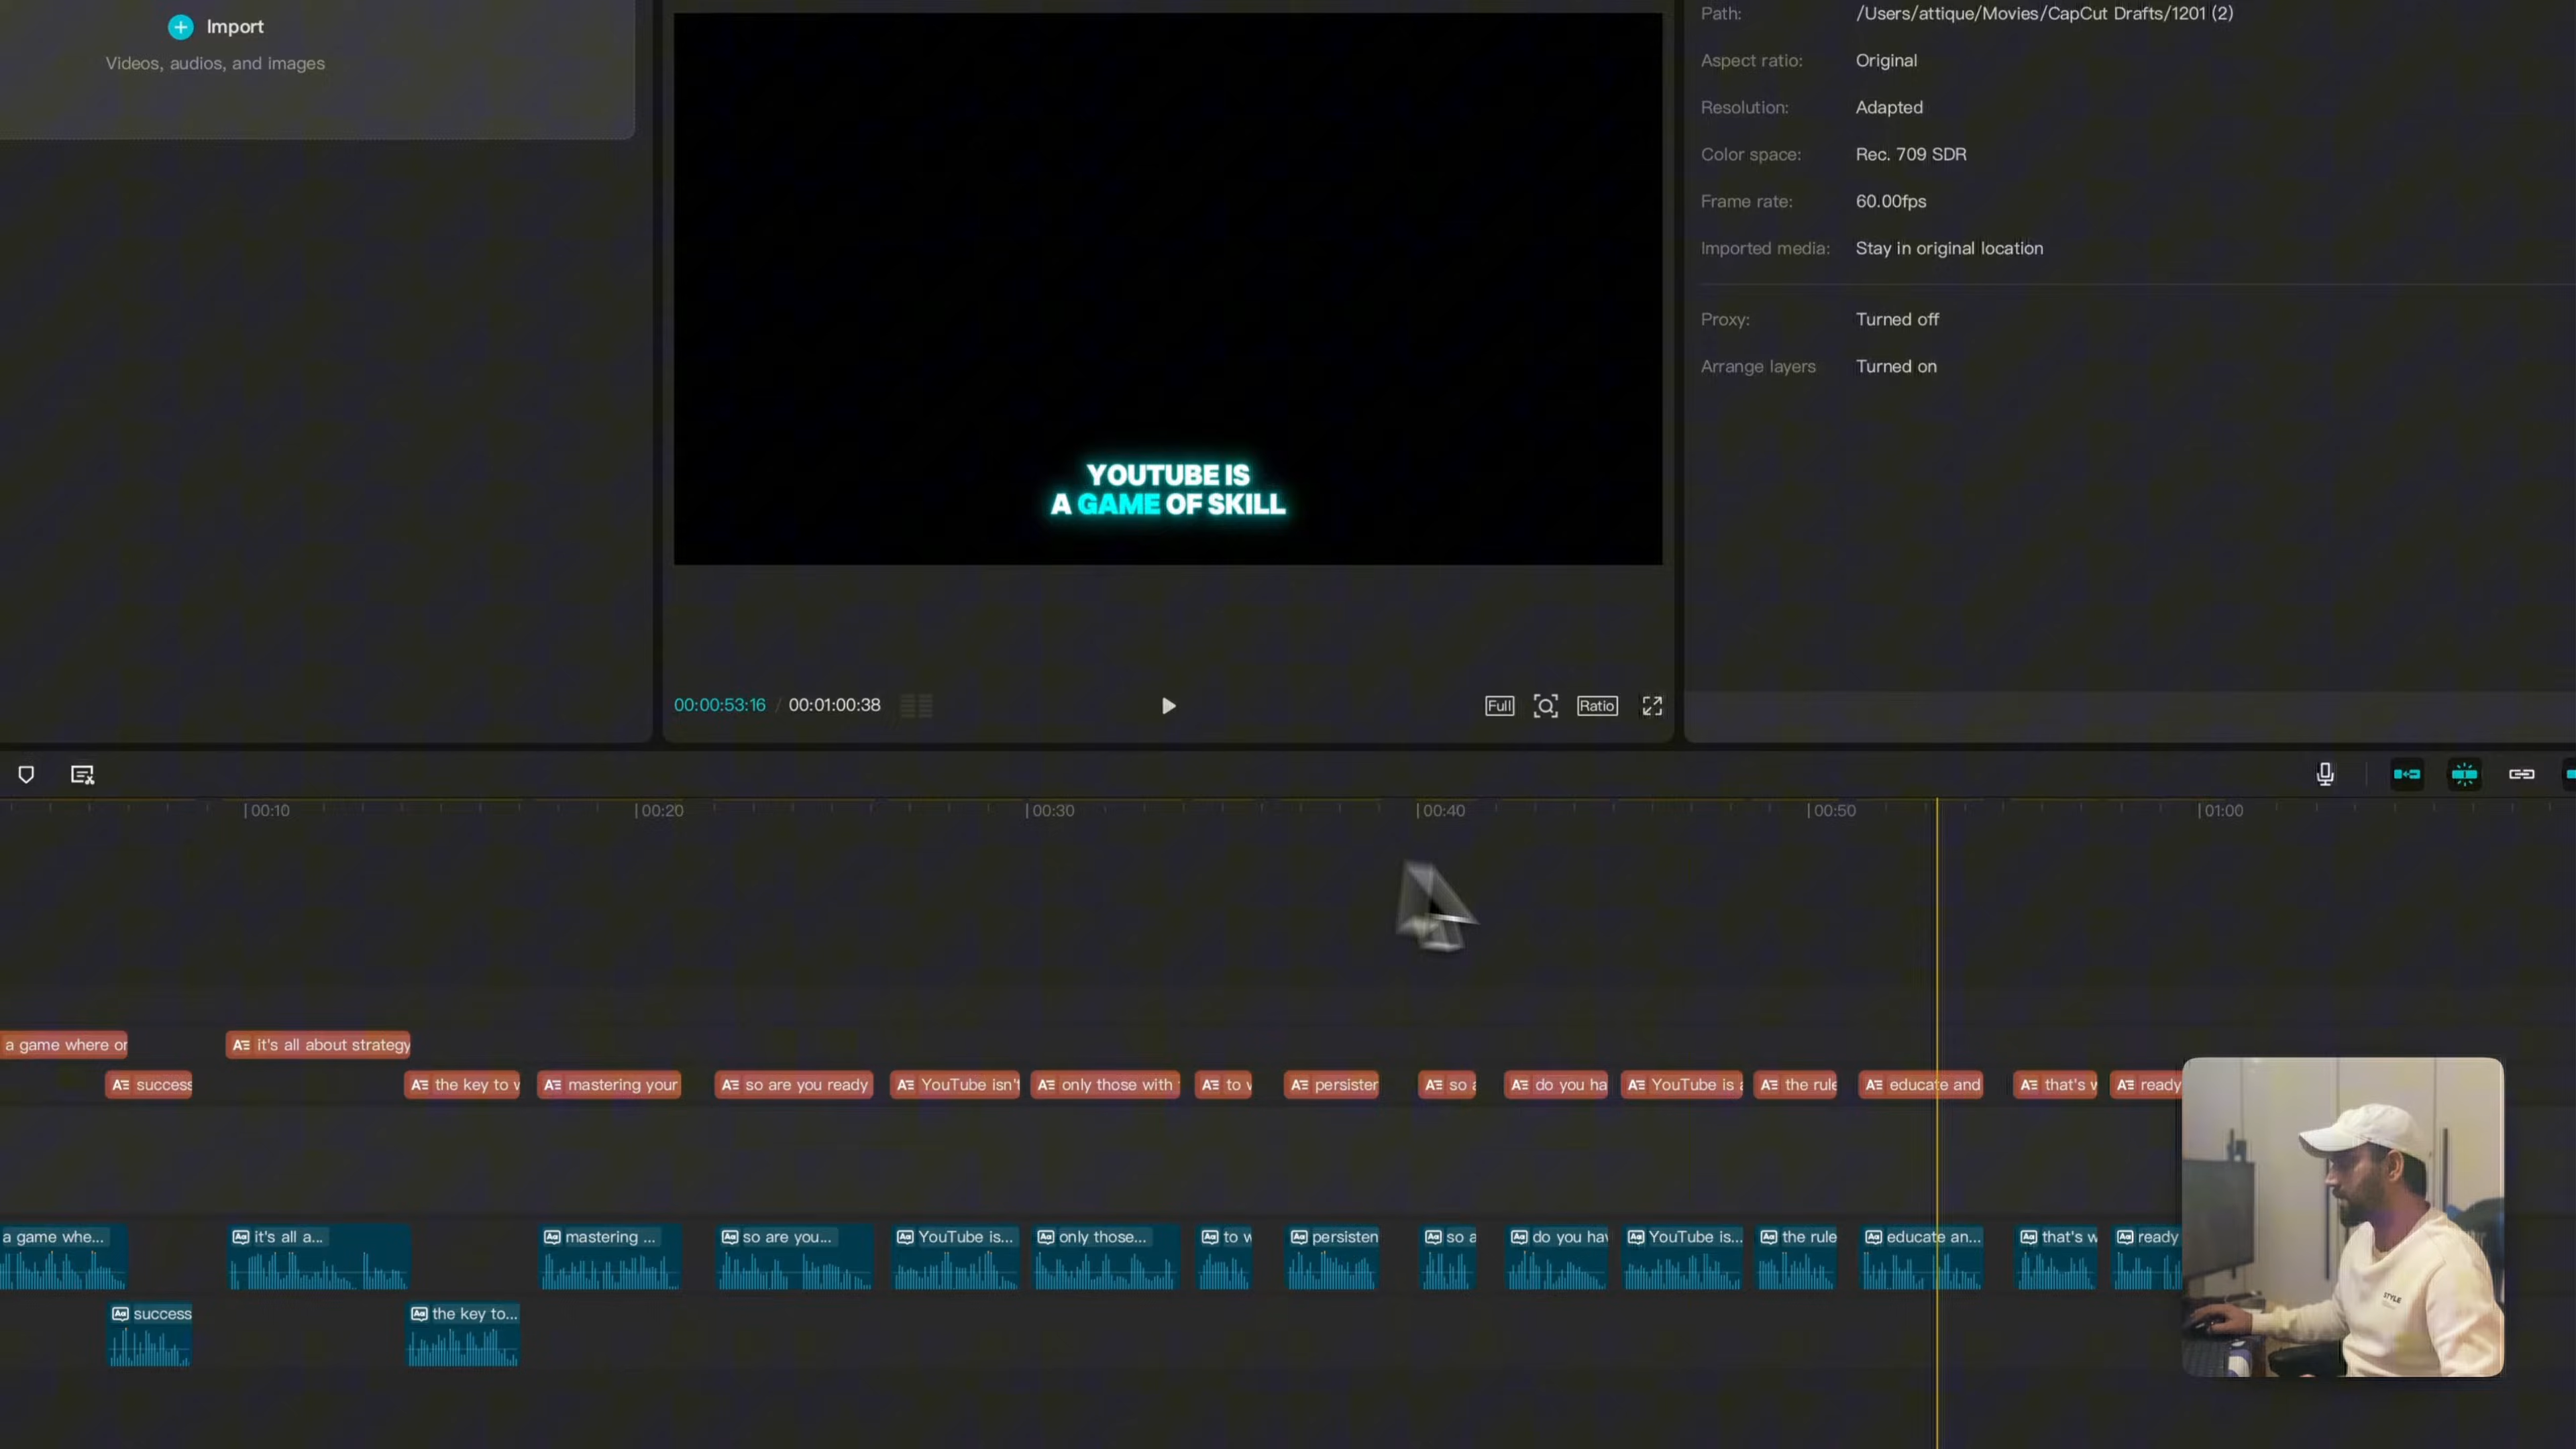 Import
Videos, audios, and images
Path: /Users/attique/Movies/CapCut Drafts/1201 (2)
Aspect ratio: Original
Resolution: Adapted
Color space: Rec. 709 SDR
Frame rate: 60.00fps
Imported media: Stay in original location
Proxy: Turned off
Arrange layers Turned on
YOUTUBE IS
A GAME OF SKILL
00:00:53:16 / 00:01:00:38
Full
Ratio
00:10 00:20 00:30 00:40 00:50 01:00
a game where or
it's all about strategy
success
the key to w
mastering your
so are you ready
YouTube isn't
only those with
to w
persister
so a
do you ha
YouTube is a
the rule
educate and
that's w
ready
a game whe...
it's all a...
mastering ...
so are you...
YouTube is...
only those...
to w
persisten
so a
do you hav
YouTube is...
the rule
educate an...
that's w
ready
success
the key to...
STYLE